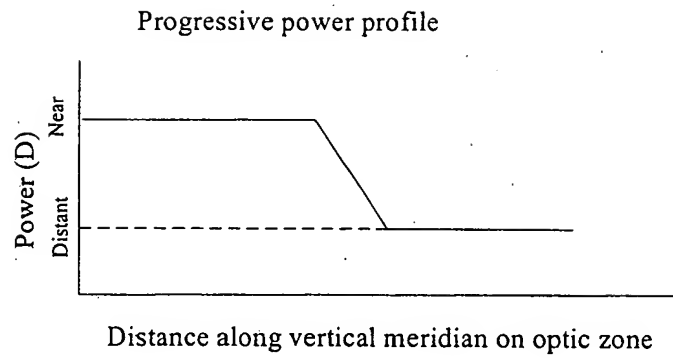 Progressive power profile
Power (D)
Near
Distant
Distance along vertical meridian on optic zone